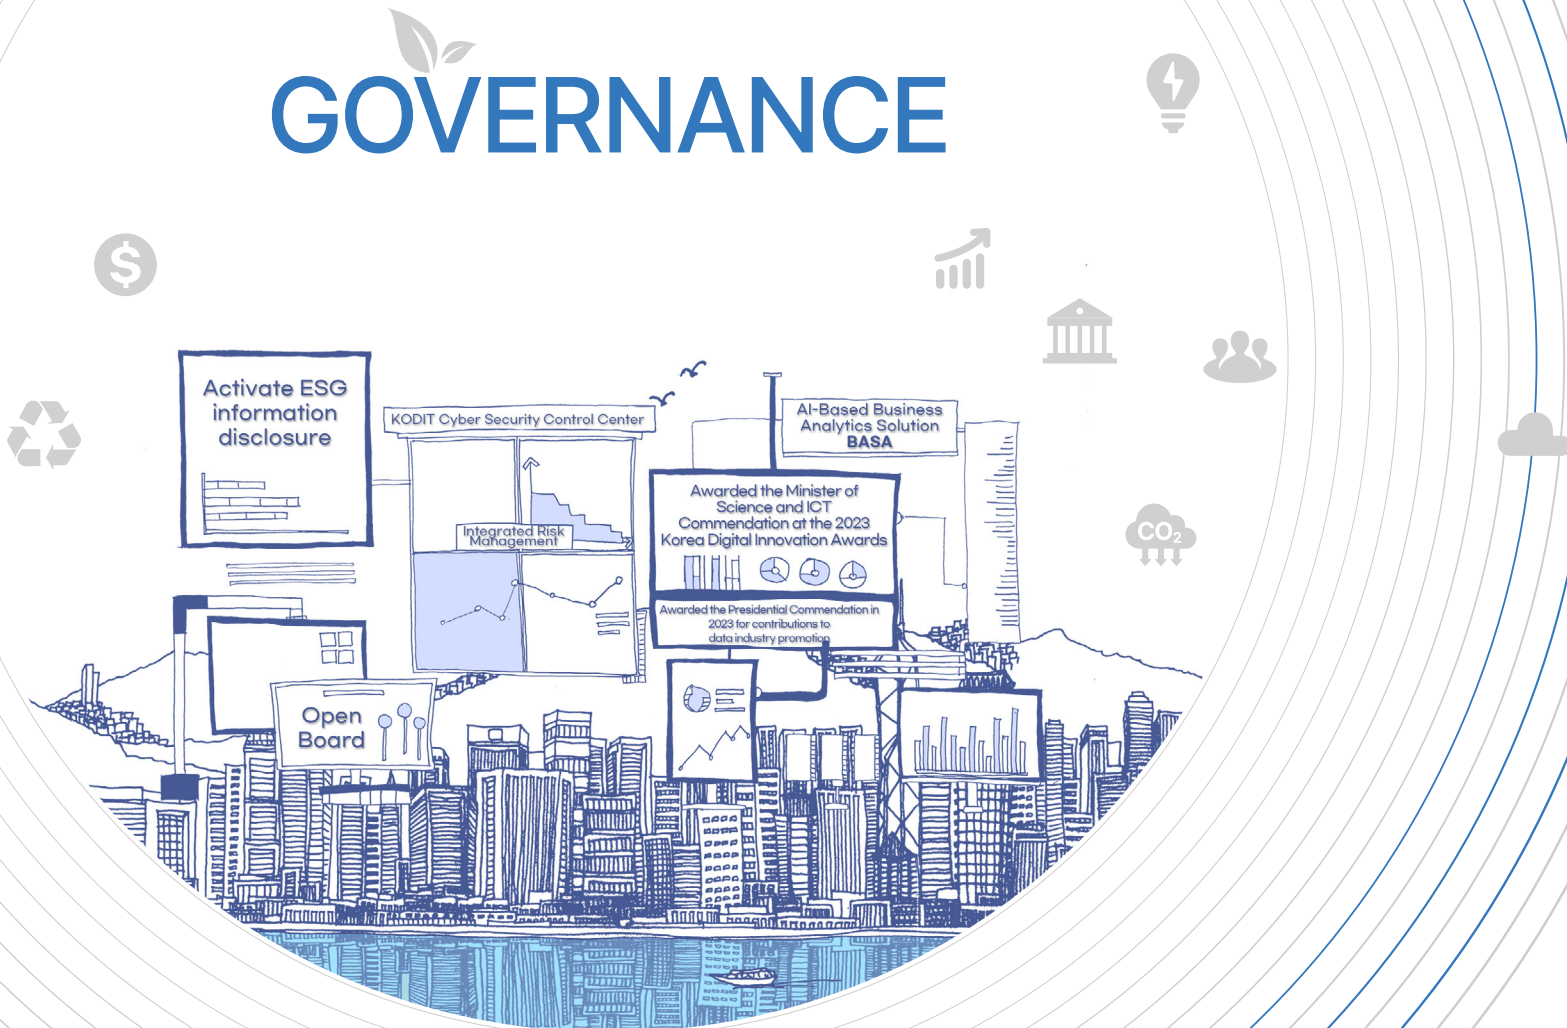 GOVERNANCE
Activate ESG
information
disclosure
KODIT Cyber Security Control Center
AI-Based Business
Analytics Solution
BASA
Awarded the Minister of
Science and ICT
Commendation at the 2023
Korea Digital Innovation Awards
Integrated Risk
Management
Awarded the Presidential Commendation in
2023 for contributions to
data industry promotion
Open
Board
CO2